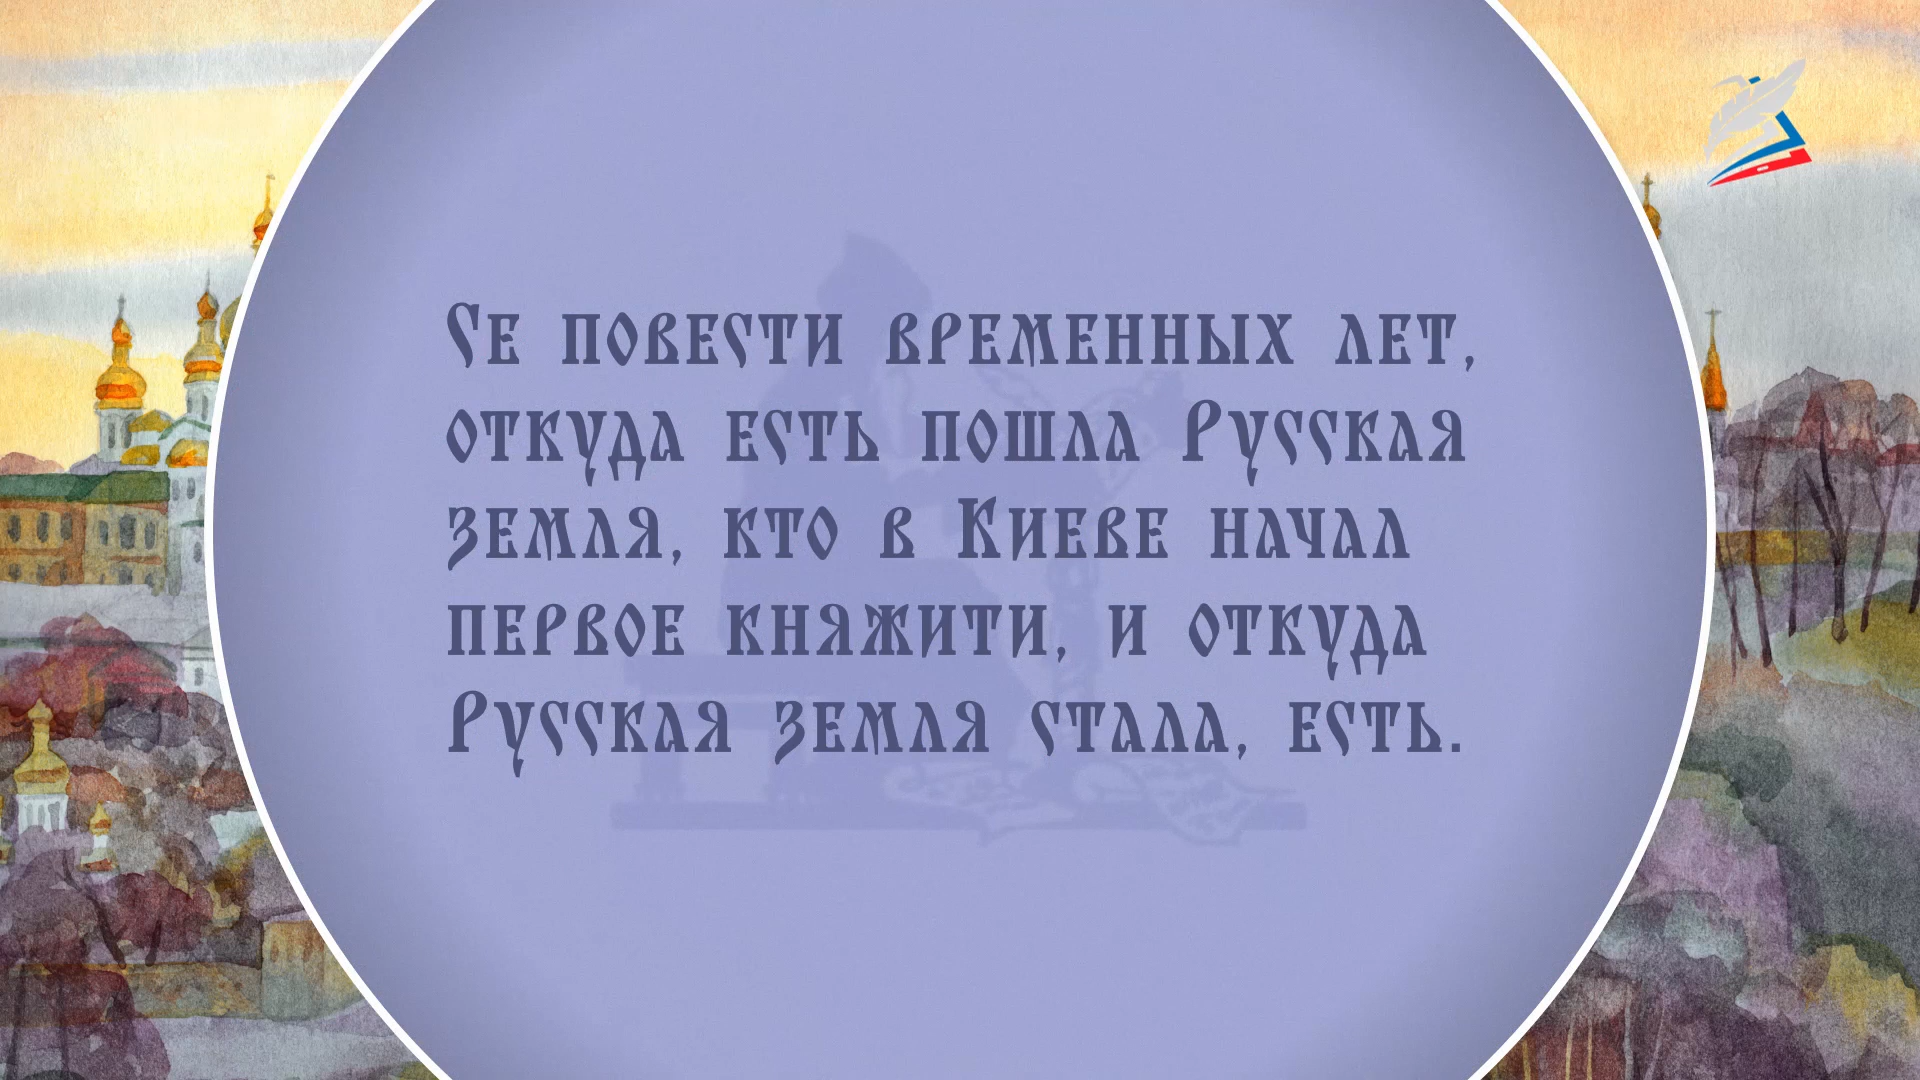 Се повести временных лет,
откуда есть пошла Русская
земля, кто в Киеве начал
первое княжити, и откуда
Русская земля стала, есть.